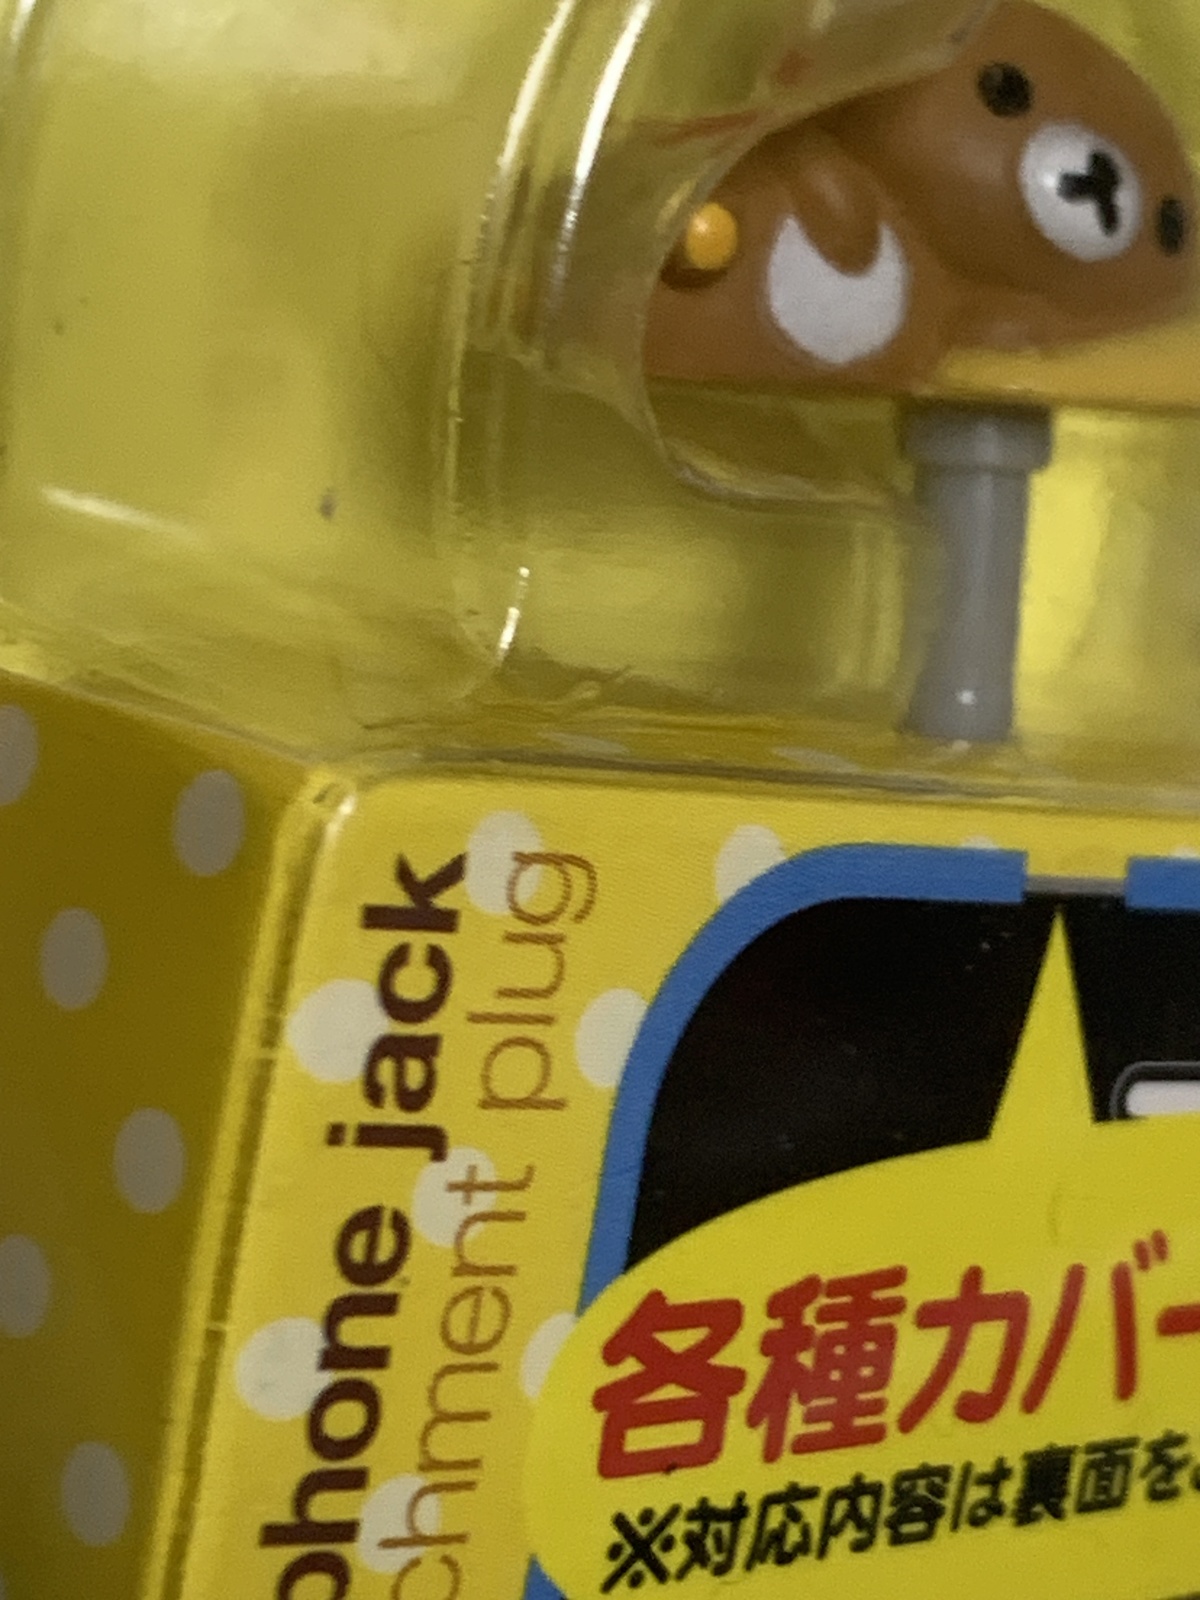 phone jack
chment plug
各種カバー
※対応内容は裏面を